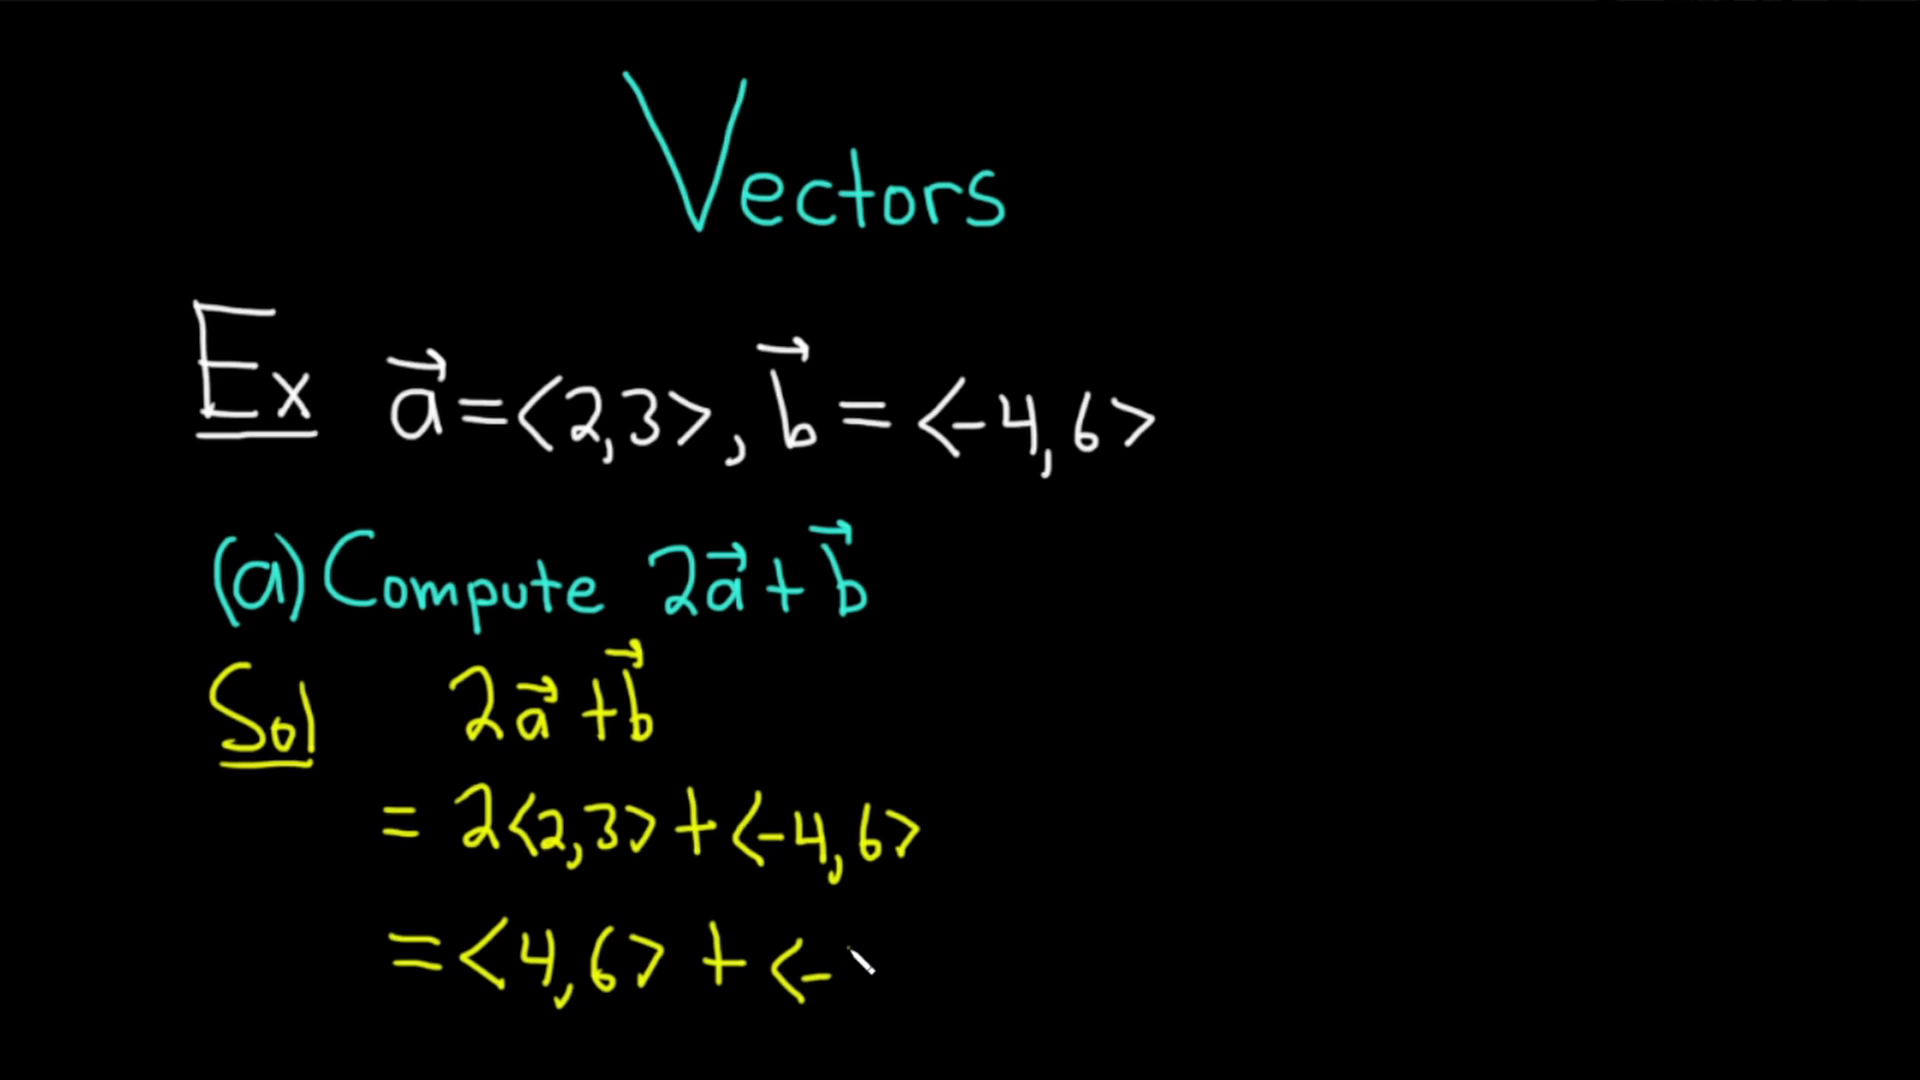 Vectors
Ex a⃗ = <2,3>, b⃗ = <-4,6>
(a) Compute 2a⃗ + b⃗
Sol 2a⃗ + b⃗
= 2<2,3> + <-4,6>
= <4,6> + <-